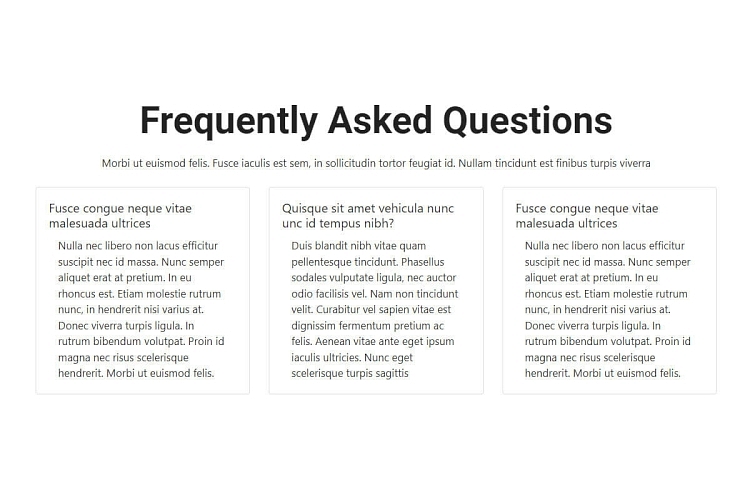 Frequently Asked Questions
Morbi ut euismod felis. Fusce iaculis est sem, in sollicitudin tortor feugiat id. Nullam tincidunt est finibus turpis viverra
Fusce congue neque vitae
malesuada ultrices
Nulla nec libero non lacus efficitur
suscipit nec id massa. Nunc semper
aliquet erat at pretium. In eu
rhoncus est. Etiam molestie rutrum
nunc, in hendrerit nisi varius at.
Donec viverra turpis ligula. In
rutrum bibendum volutpat. Proin id
magna nec risus scelerisque
hendrerit. Morbi ut euismod felis.
Quisque sit amet vehicula nunc
unc id tempus nibh?
Duis blandit nibh vitae quam
pellentesque tincidunt. Phasellus
sodales vulputate ligula, nec auctor
odio facilisis vel. Nam non tincidunt
velit. Curabitur vel sapien vitae est
dignissim fermentum pretium ac
felis. Aenean vitae ante eget ipsum
iaculis ultricies. Nunc eget
scelerisque turpis sagittis
Fusce congue neque vitae
malesuada ultrices
Nulla nec libero non lacus efficitur
suscipit nec id massa. Nunc semper
aliquet erat at pretium. In eu
rhoncus est. Etiam molestie rutrum
nunc, in hendrerit nisi varius at.
Donec viverra turpis ligula. In
rutrum bibendum volutpat. Proin id
magna nec risus scelerisque
hendrerit. Morbi ut euismod felis.